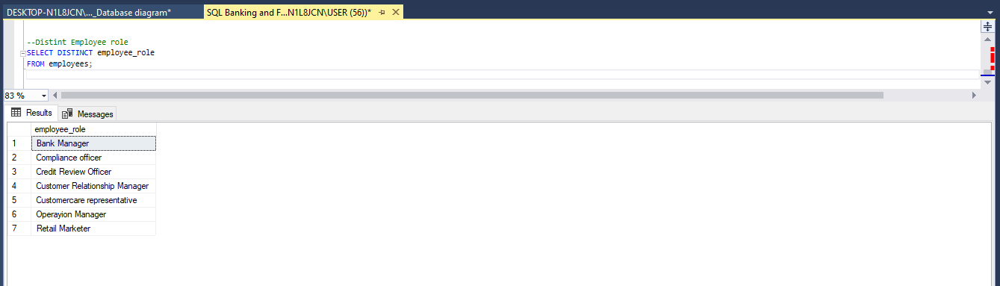 DESKTOP-N1L8JCN\..._Database diagram*
SQL Banking and F...N1L8JCN\USER (56))*
--Distint Employee role
SELECT DISTINCT employee_role
FROM employees;
83 %
Results
Messages
employee_role
1 Bank Manager
2 Compliance officer
3 Credit Review Officer
4 Customer Relationship Manager
5 Customercare representative
6 Operayion Manager
7 Retail Marketer